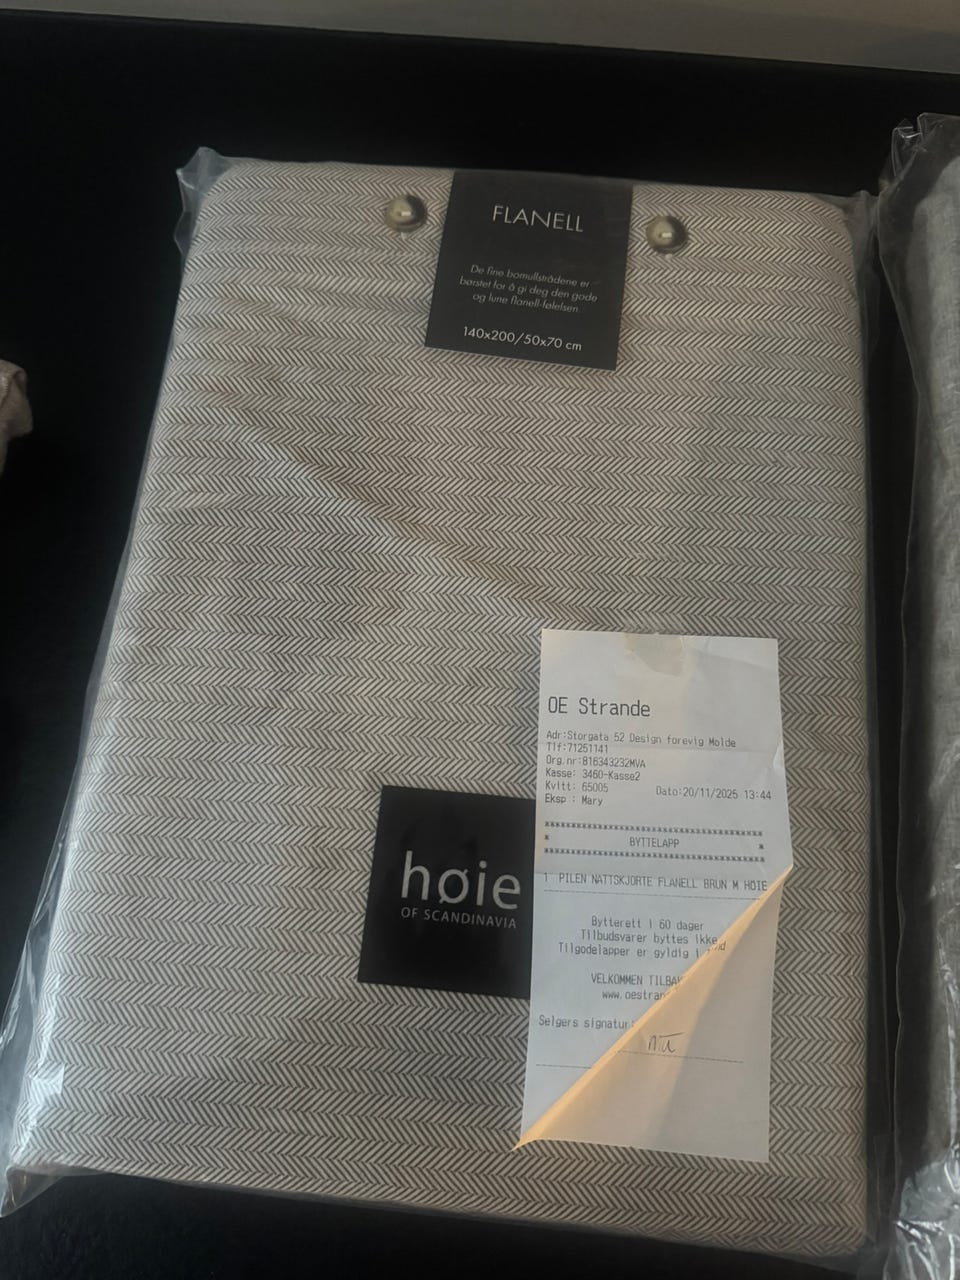 FLANELL
De fine bomullstrådene er
børstet for å gi deg den gode
og lune flanell-følelsen.
140x200/50x70 cm
OE Strande
Adr:Storgata 52 Design forevig Molde
Tlf:71251141
Org.nr:816343232MVA
Kasse: 3460-Kasse2
Kvitt: 65005 Dato:20/11/2025 13:44
Eksp : Mary
****************************************
* BYTTELAPP *
****************************************
1 PILEN NATTSKJORTE FLANELL BRUN M HØIE
Bytterett i 60 dager
Tilbudsvarer byttes ikke
Tilgodelapper er gyldig i
VELKOMMEN
www.oestran
Selgers signatur:
høie
OF SCANDINAVIA